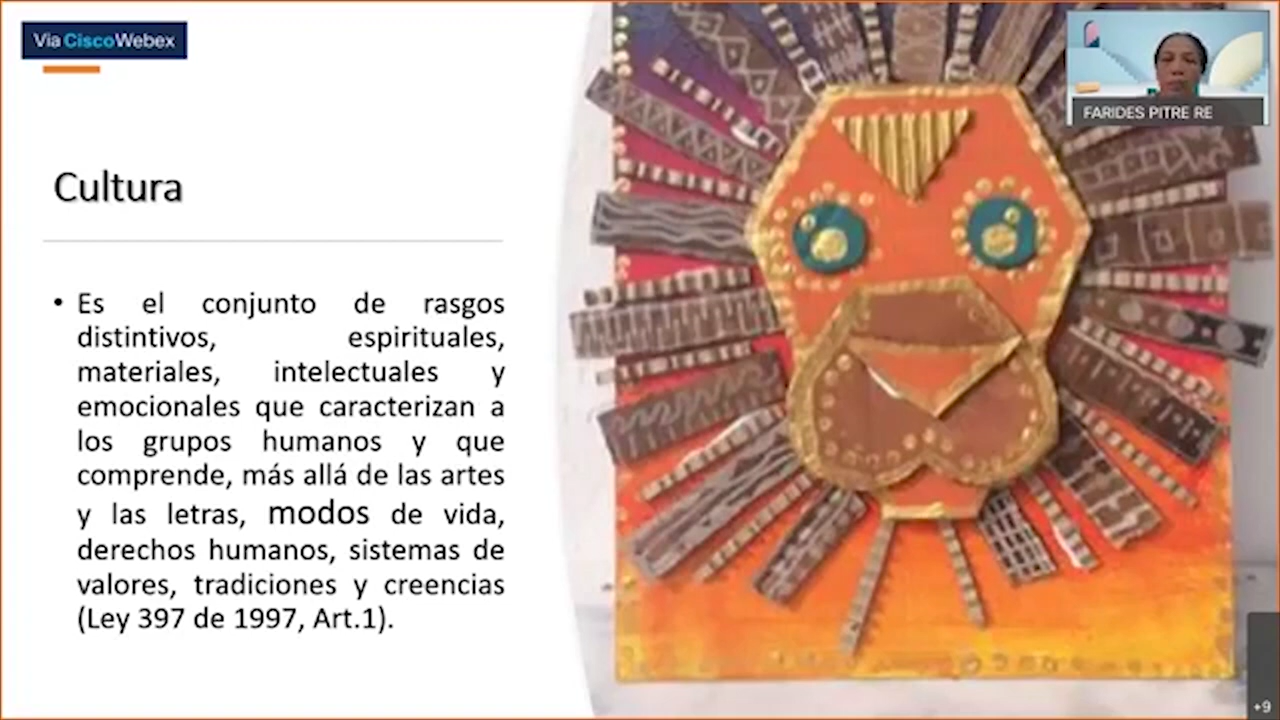 Via CiscoWebex
FARIDES PITRE RE
Cultura
• Es el conjunto de rasgos
distintivos, espirituales,
materiales, intelectuales y
emocionales que caracterizan a
los grupos humanos y que
comprende, más allá de las artes
y las letras, modos de vida,
derechos humanos, sistemas de
valores, tradiciones y creencias
(Ley 397 de 1997, Art.1).
+9